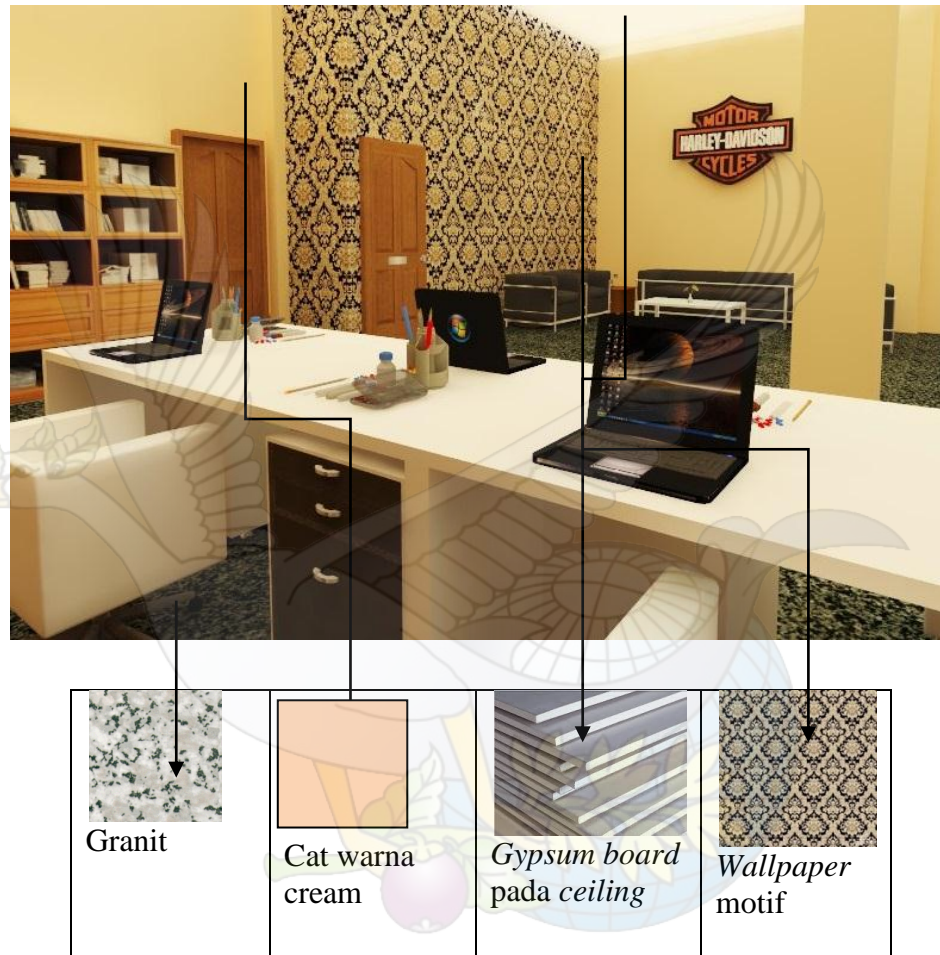 MOTOR
HARLEY-DAVIDSON
CYCLES
Granit
Cat warna
cream
Gypsum board
pada ceiling
Wallpaper
motif